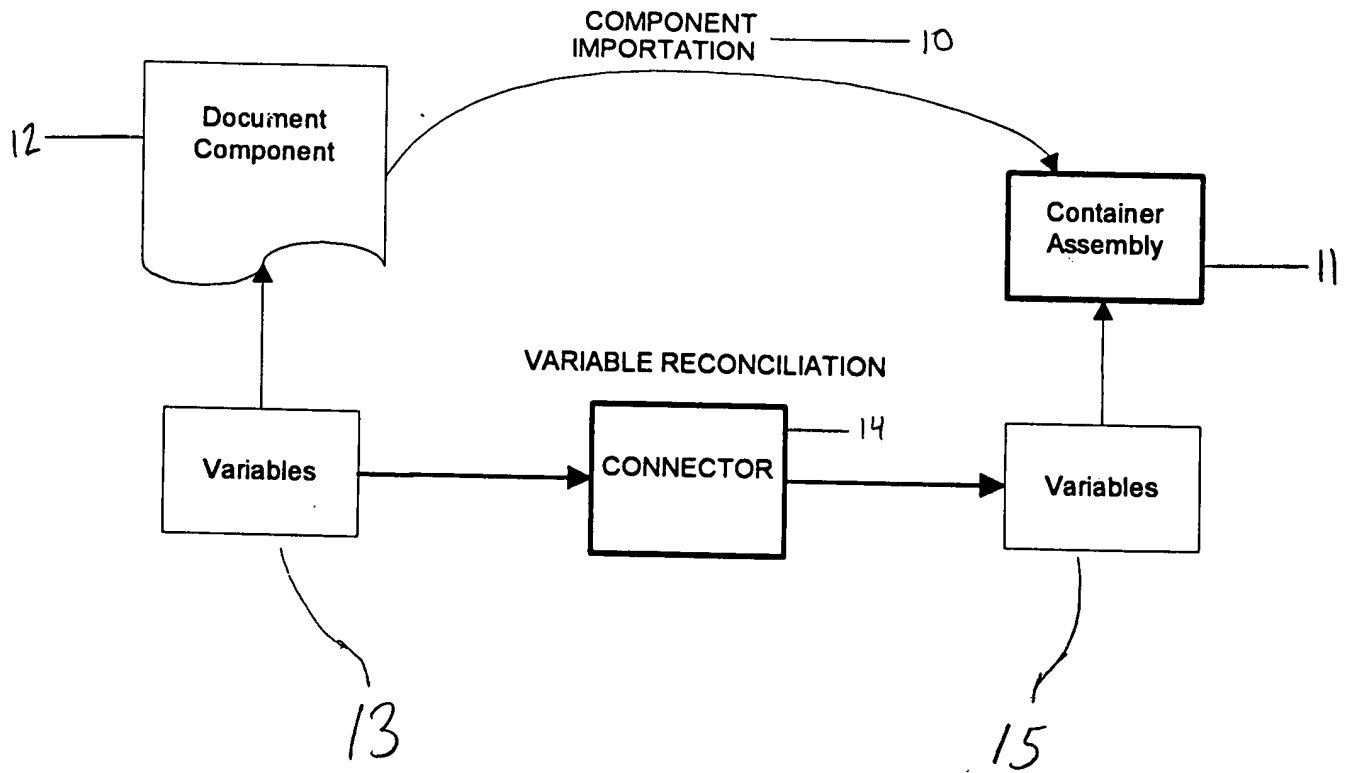 COMPONENT
IMPORTATION
10
Document
Component
12
Container
Assembly
11
VARIABLE RECONCILIATION
14
CONNECTOR
Variables
Variables
13
15